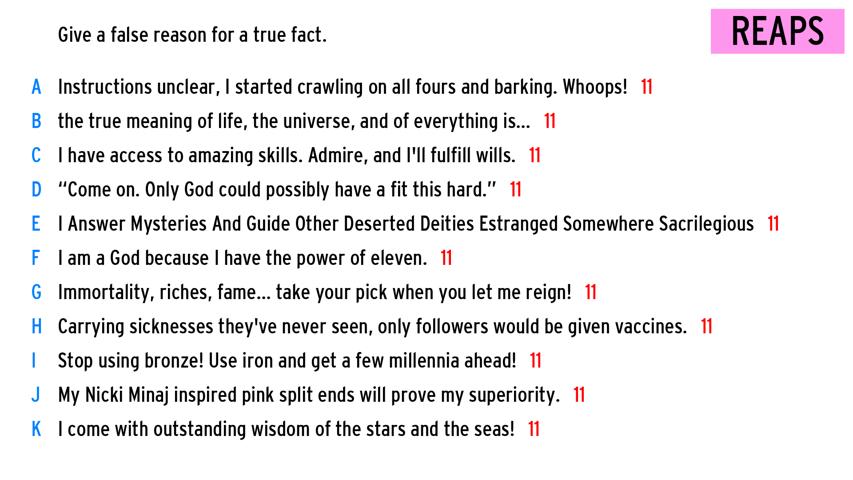 Give a false reason for a true fact.
REAPS
A Instructions unclear, I started crawling on all fours and barking. Whoops! 11
B the true meaning of life, the universe, and of everything is... 11
C I have access to amazing skills. Admire, and I'll fulfill wills. 11
D “Come on. Only God could possibly have a fit this hard.” 11
E I Answer Mysteries And Guide Other Deserted Deities Estranged Somewhere Sacrilegious 11
F I am a God because I have the power of eleven. 11
G Immortality, riches, fame... take your pick when you let me reign! 11
H Carrying sicknesses they've never seen, only followers would be given vaccines. 11
I Stop using bronze! Use iron and get a few millennia ahead! 11
J My Nicki Minaj inspired pink split ends will prove my superiority. 11
K I come with outstanding wisdom of the stars and the seas! 11